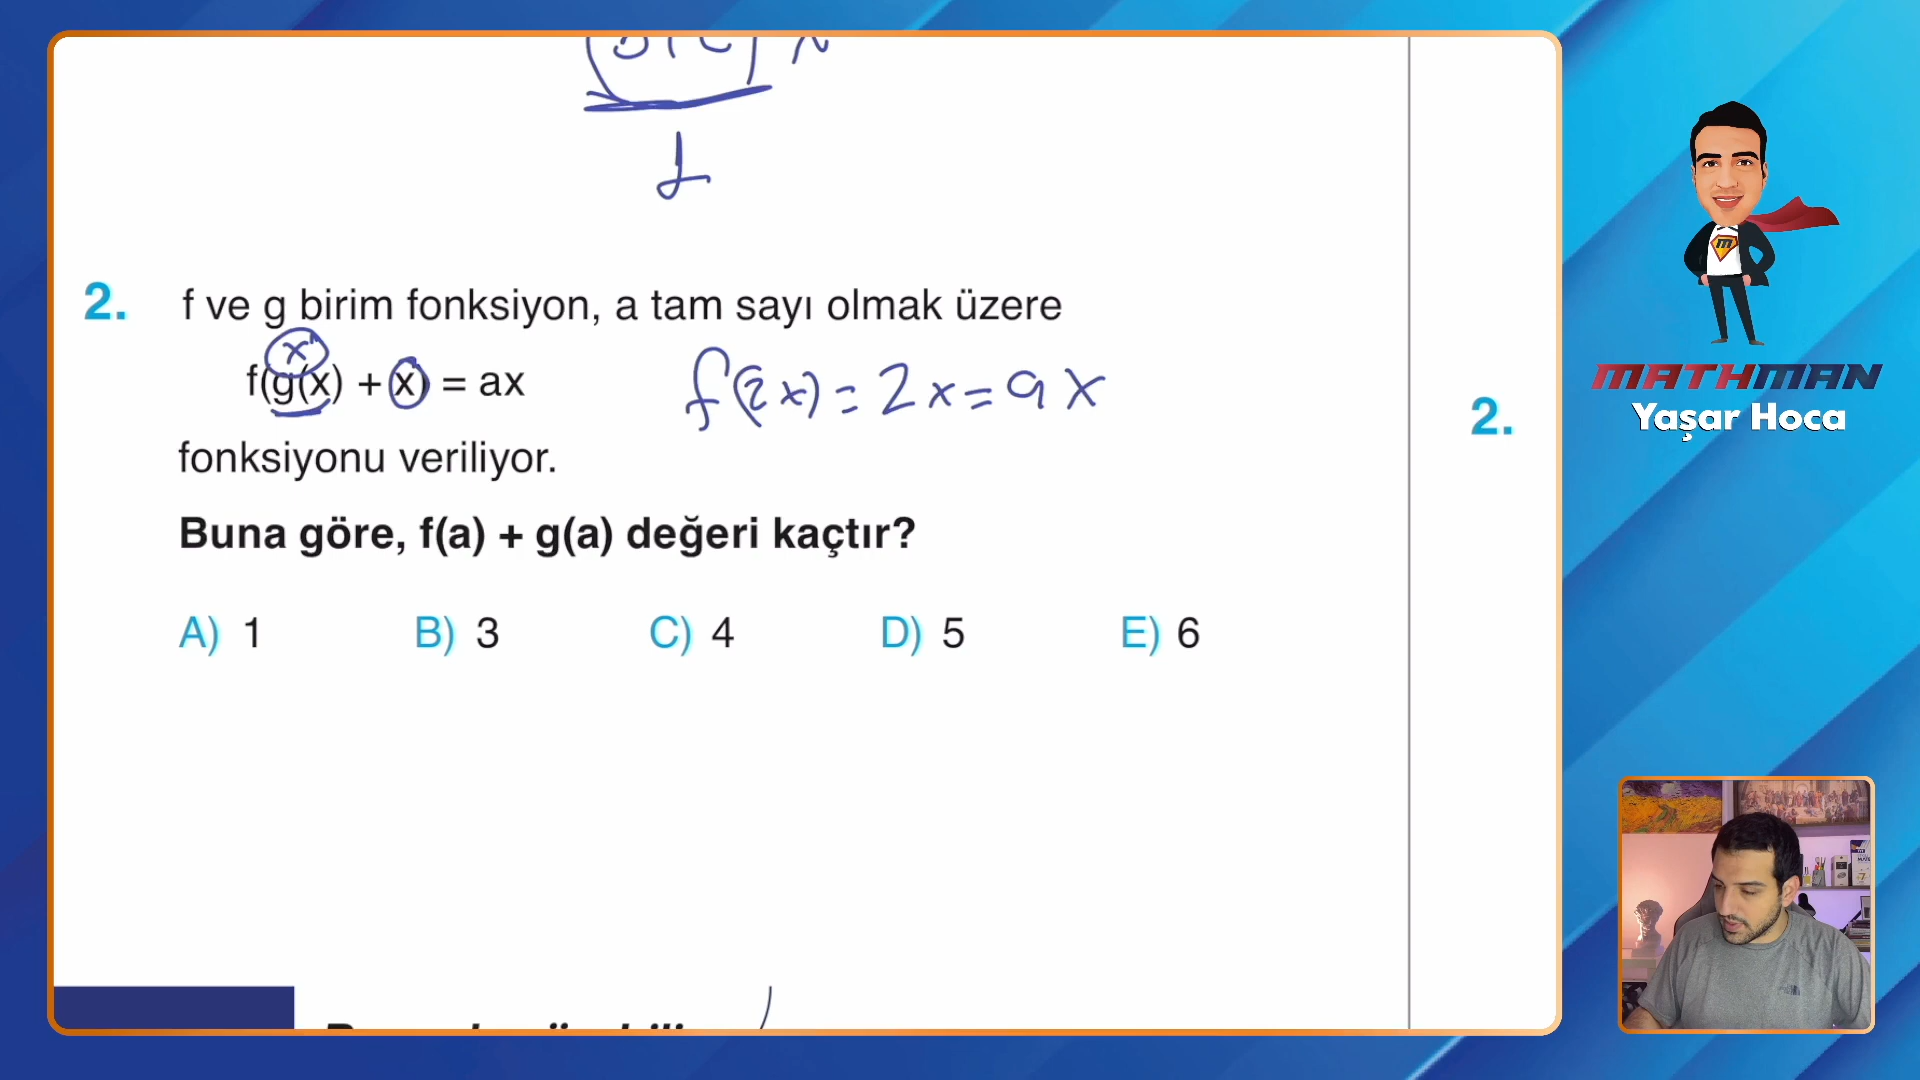 2. f ve g birim fonksiyon, a tam sayı olmak üzere
x
f(g(x) + x) = ax
f(2x) = 2x = ax
fonksiyonu veriliyor.
Buna göre, f(a) + g(a) değeri kaçtır?
A) 1 B) 3 C) 4 D) 5 E) 6
2.
m
MATHMAN
Yaşar Hoca